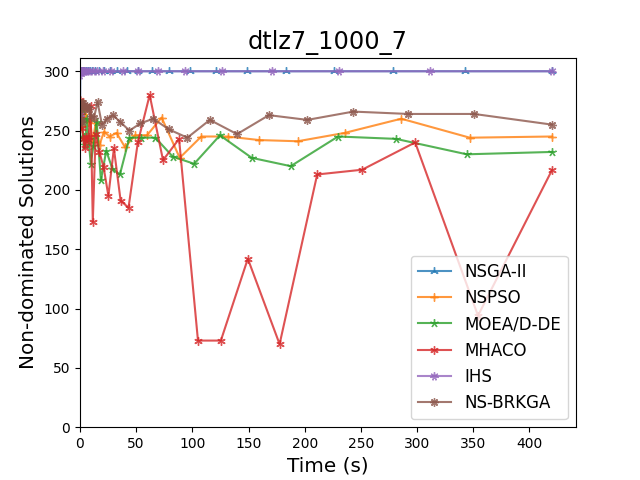 dtlz7_1000_7
300
250
200
150
100
50
0
Non-dominated Solutions
NSGA-II
NSPSO
MOEA/D-DE
MHACO
IHS
NS-BRKGA
0 50 100 150 200 250 300 350 400
Time (s)